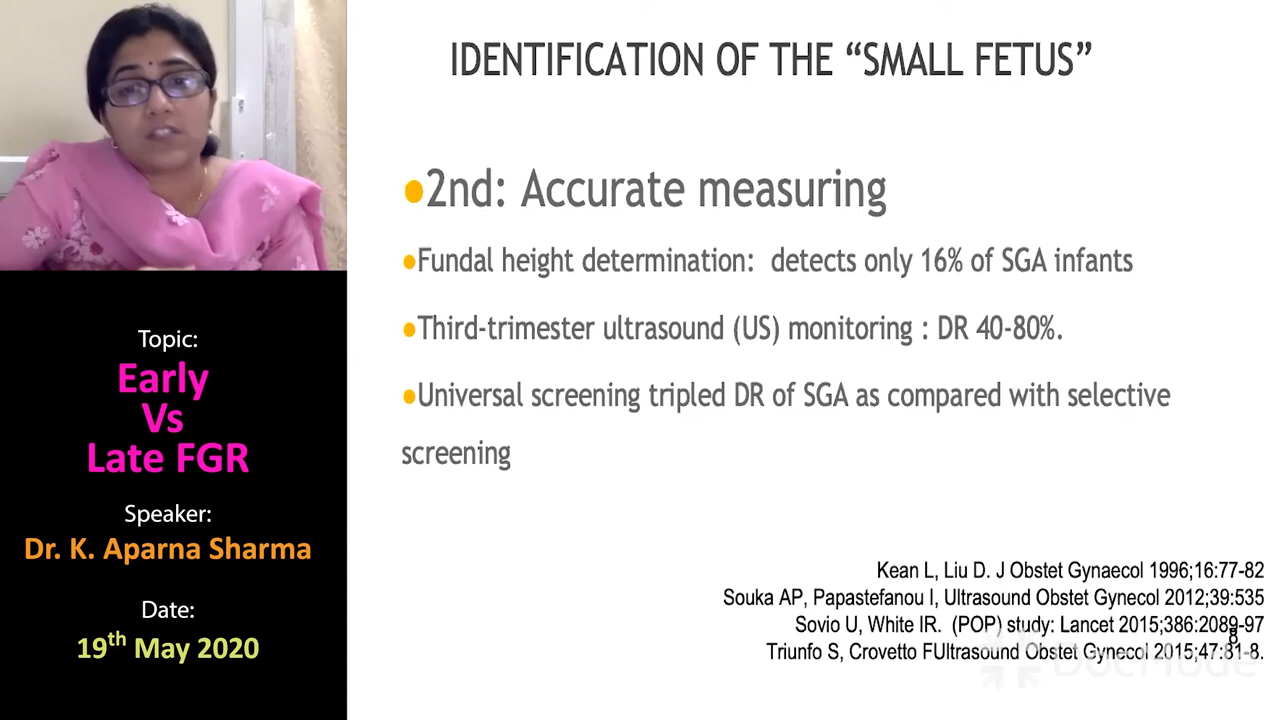 IDENTIFICATION OF THE “SMALL FETUS”
●2nd: Accurate measuring
●Fundal height determination:  detects only 16% of SGA infants
●Third-trimester ultrasound (US) monitoring : DR 40-80%.
●Universal screening tripled DR of SGA as compared with selective
screening
Kean L, Liu D. J Obstet Gynaecol 1996;16:77-82
Souka AP, Papastefanou I, Ultrasound Obstet Gynecol 2012;39:535
Sovio U, White IR.  (POP) study: Lancet 2015;386:2089-97
Triunfo S, Crovetto FUltrasound Obstet Gynecol 2015;47:81-8.
8
DocMode
Topic:
Early
Vs
Late FGR
Speaker:
Dr. K. Aparna Sharma
Date:
19th May 2020